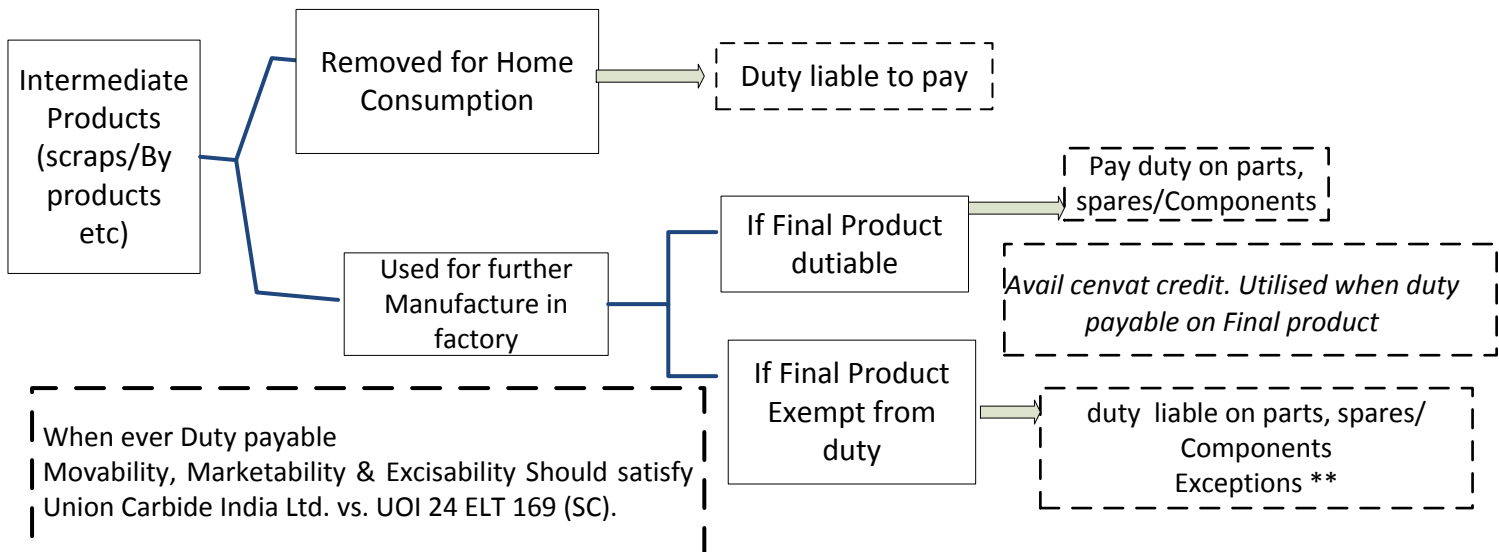 Intermediate
Products
(scraps/By
products
etc)
Removed for Home
Consumption
Duty liable to pay
Used for further
Manufacture in
factory
If Final Product
dutiable
Pay duty on parts,
spares/Components
Avail cenvat credit. Utilised when duty
payable on Final product
If Final Product
Exempt from
duty
duty liable on parts, spares/
Components
Exceptions **
When ever Duty payable
Movability, Marketability & Excisability Should satisfy
Union Carbide India Ltd. vs. UOI 24 ELT 169 (SC).